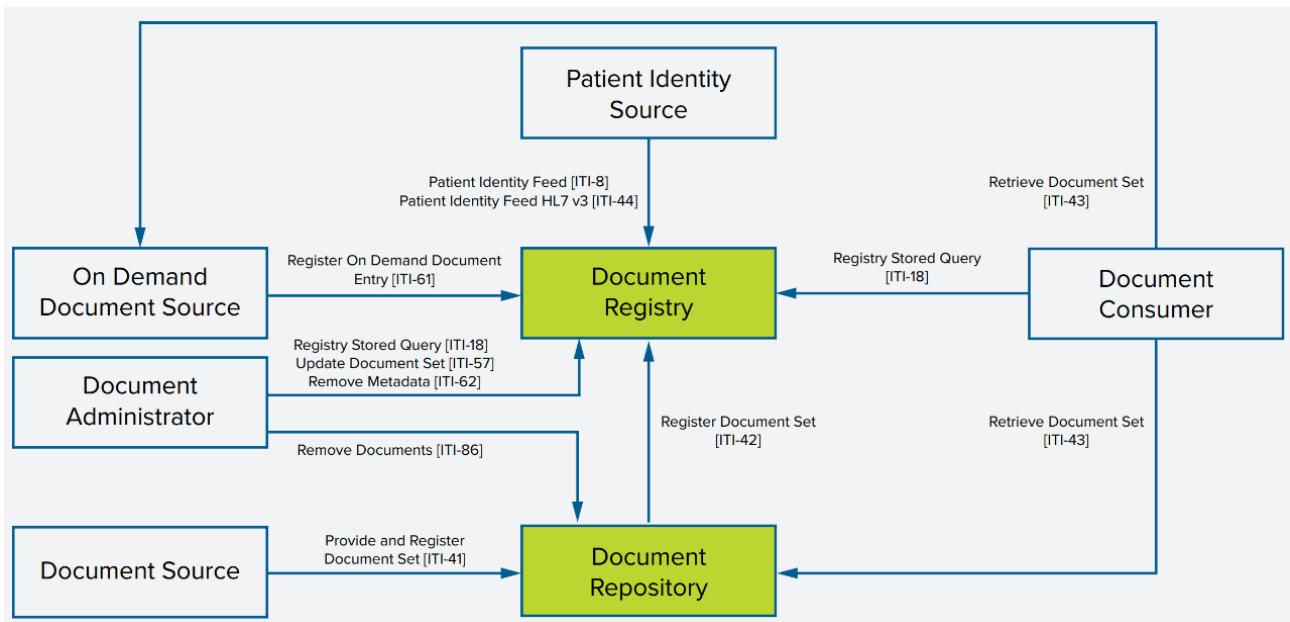 Patient Identity
Source
Patient Identity Feed [ITI-8]
Patient Identity Feed HL7 v3 [ITI-44]
Retrieve Document Set
[ITI-43]
On Demand
Document Source
Register On Demand Document
Entry [ITI-61]
Document
Registry
Registry Stored Query
[ITI-18]
Document
Consumer
Document
Administrator
Registry Stored Query [ITI-18]
Update Document Set [ITI-57]
Remove Metadata [ITI-62]
Remove Documents [ITI-86]
Register Document Set
[ITI-42]
Retrieve Document Set
[ITI-43]
Document Source
Provide and Register
Document Set [ITI-41]
Document
Repository